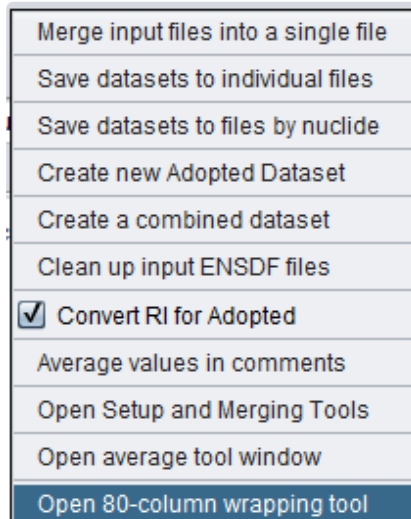 Merge input files into a single file
Save datasets to individual files
Save datasets to files by nuclide
Create new Adopted Dataset
Create a combined dataset
Clean up input ENSDF files
Convert RI for Adopted
Average values in comments
Open Setup and Merging Tools
Open average tool window
Open 80-column wrapping tool